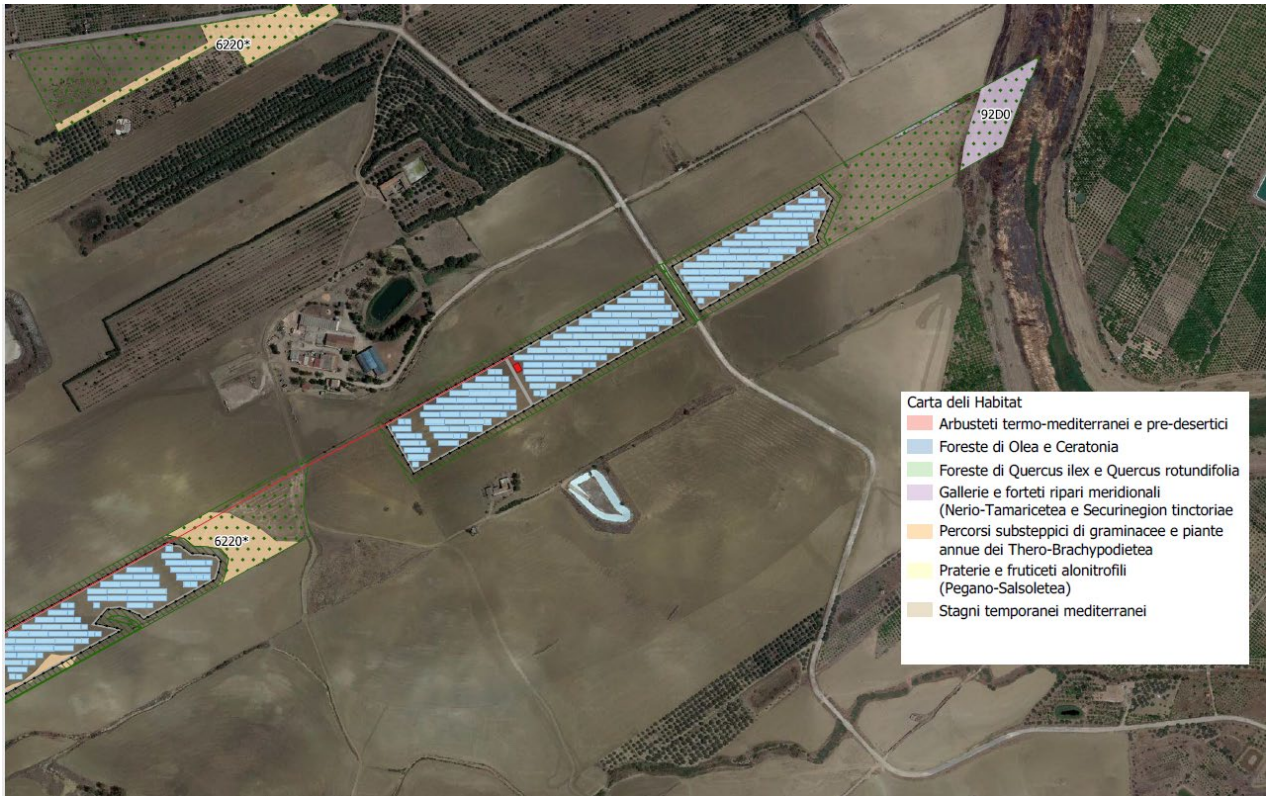 6220*
92D0
Carta deli Habitat
Arbusteti termo-mediterranei e pre-desertici
Foreste di Olea e Ceratonia
Foreste di Quercus ilex e Quercus rotundifolia
Gallerie e forteti ripari meridionali
(Nerio-Tamaricetea e Securinegion tinctoriae
Percorsi substeppici di graminacee e piante
annue dei Thero-Brachypodietea
Praterie e fruticeti alonitrofili
(Pegano-Salsoletea)
Stagni temporanei mediterranei
6220*